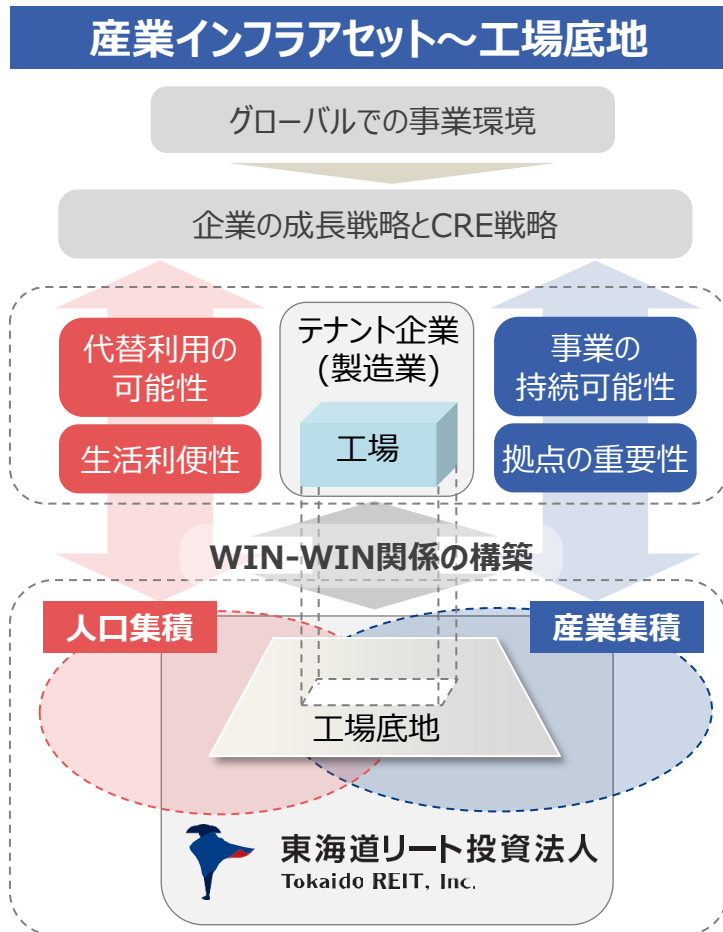 産業インフラアセット～工場底地
グローバルでの事業環境
企業の成長戦略とCRE戦略
代替利用の
可能性
生活利便性
テナント企業
(製造業)
工場
事業の
持続可能性
拠点の重要性
WIN-WIN関係の構築
人口集積
産業集積
工場底地
東海道リート投資法人
Tokaido REIT, Inc.